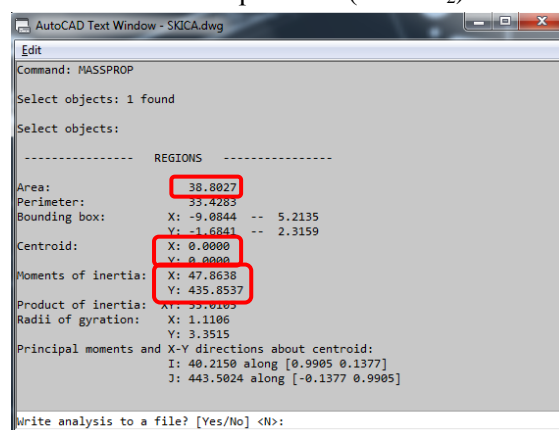 AutoCAD Text Window - SKICA.dwg
Edit
Command: MASSPROP
Select objects: 1 found
Select objects:
---------------- REGIONS ----------------
Area: 38.8027
Perimeter: 33.4283
Bounding box: X: -9.0844 -- 5.2135
Y: -1.6841 -- 2.3159
Centroid: X: 0.0000
Y: 0.0000
Moments of inertia: X: 47.8638
Y: 435.8537
Product of inertia: XY: 55.0105
Radii of gyration: X: 1.1106
Y: 3.3515
Principal moments and X-Y directions about centroid:
I: 40.2150 along [0.9905 0.1377]
J: 443.5024 along [-0.1377 0.9905]
Write analysis to a file? [Yes/No] <N>: